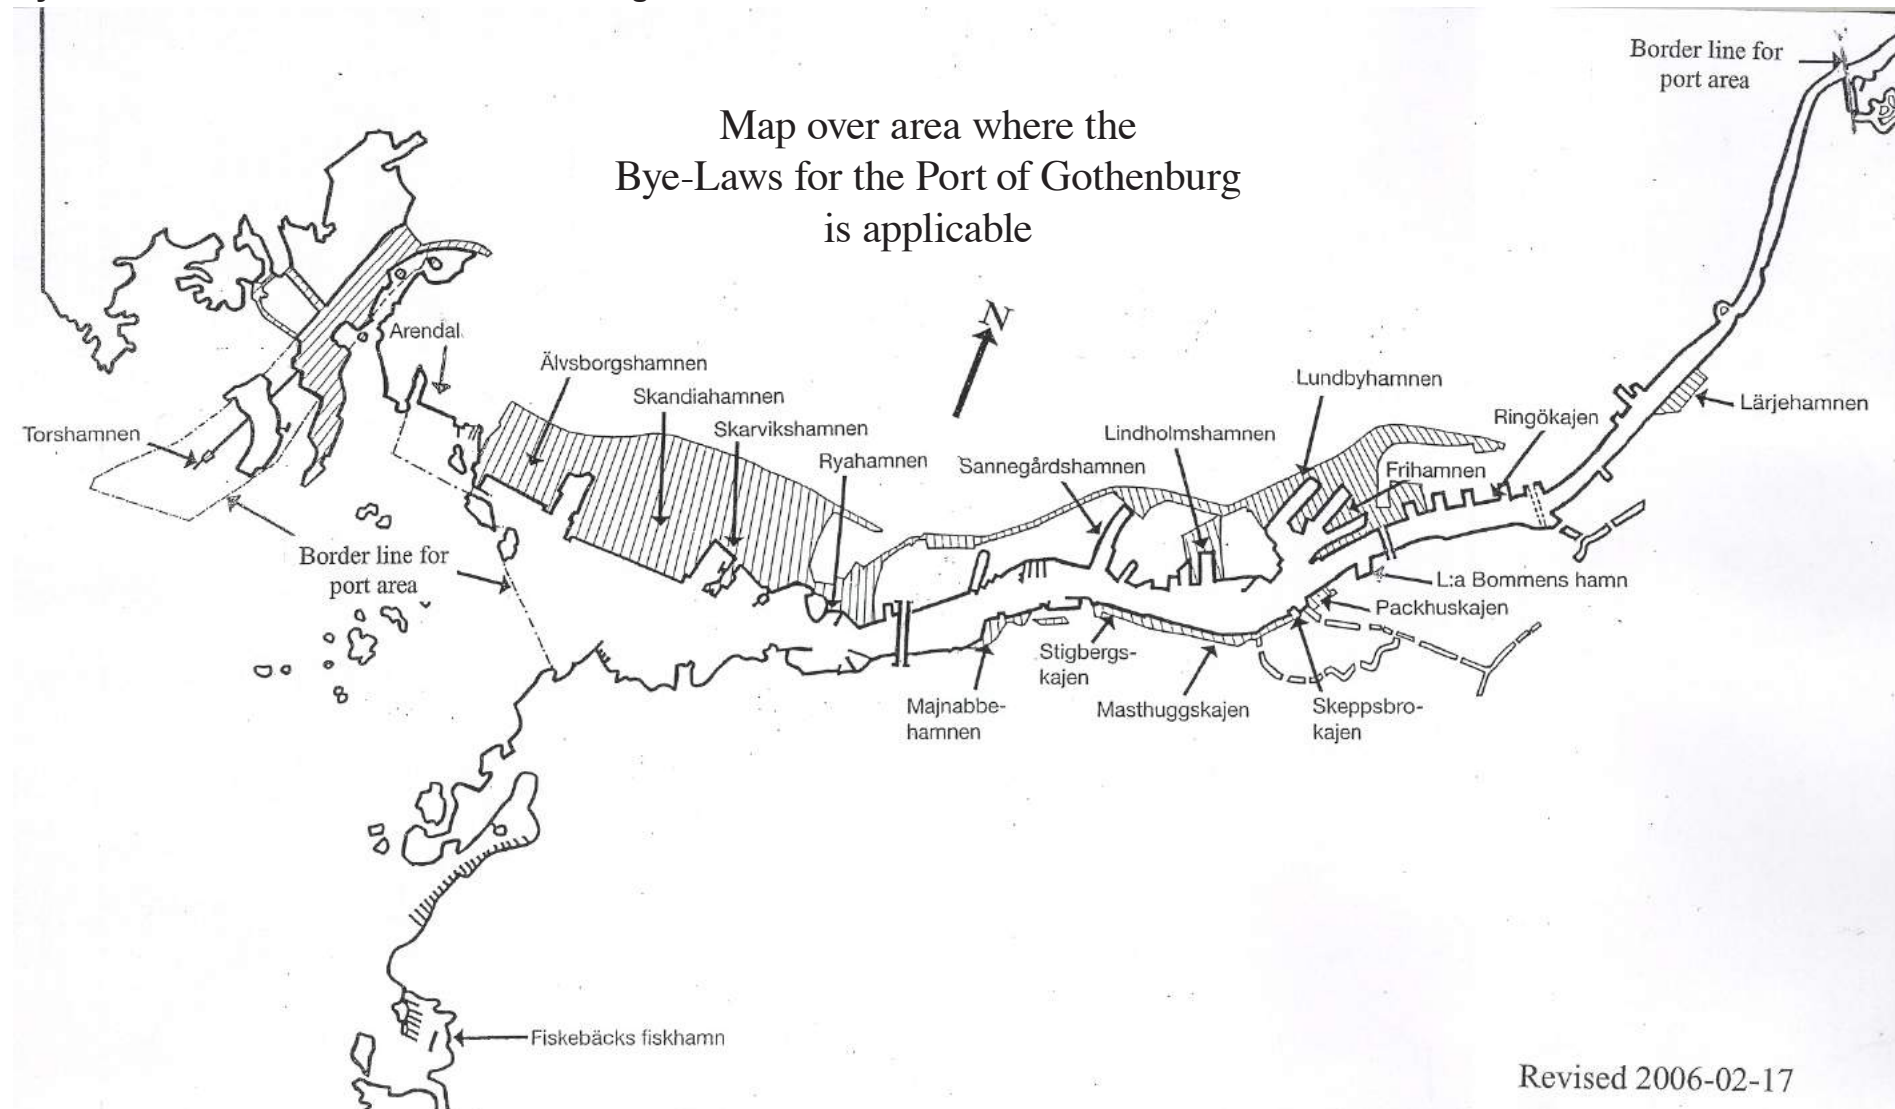 Border line for
port area
Map over area where the
Bye-Laws for the Port of Gothenburg
is applicable
N
Arendal
Älvsborgshamnen
Skandiahamnen
Skarvikshamnen
Ryahamnen
Sannegårdshamnen
Lindholmshamnen
Lundbyhamnen
Frihamnen
Ringökajen
Lärjehamnen
Torshamnen
Border line for
port area
L:a Bommens hamn
Packhuskajen
Stigbergs-
kajen
Majnabbe-
hamnen
Masthuggskajen
Skeppsbro-
kajen
Fiskebäcks fiskhamn
Revised 2006-02-17